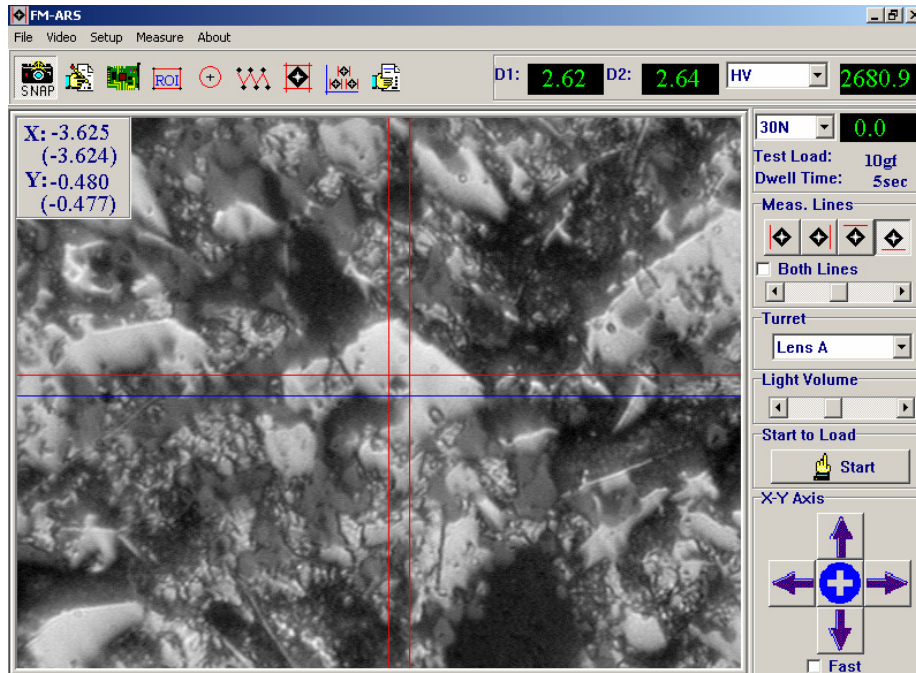 FM-ARS
File Video Setup Measure About
SNAP ROI D1: 2.62 D2: 2.64 HV 2680.9
X: -3.625
(-3.624)
Y: -0.480
(-0.477)
30N 0.0
Test Load: 10gf
Dwell Time: 5sec
Meas. Lines
Both Lines
Turret
Lens A
Light Volume
Start to Load
Start
X-Y Axis
Fast